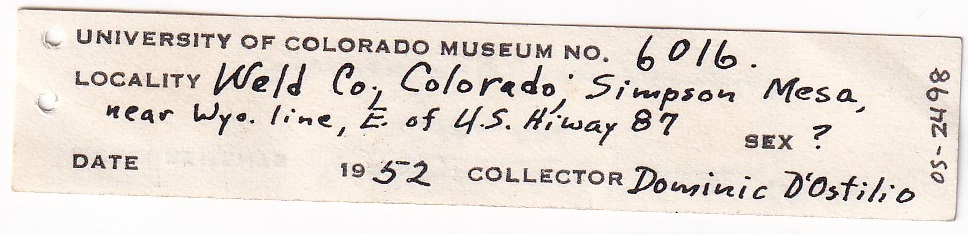 UNIVERSITY OF COLORADO MUSEUM NO. 6016.
LOCALITY Weld Co., Colorado; Simpson Mesa,
near Wyo. line, E. of U.S. Hiway 87
SEX ?
DATE 1952 COLLECTOR Dominic D'Ostilio
OS-2498